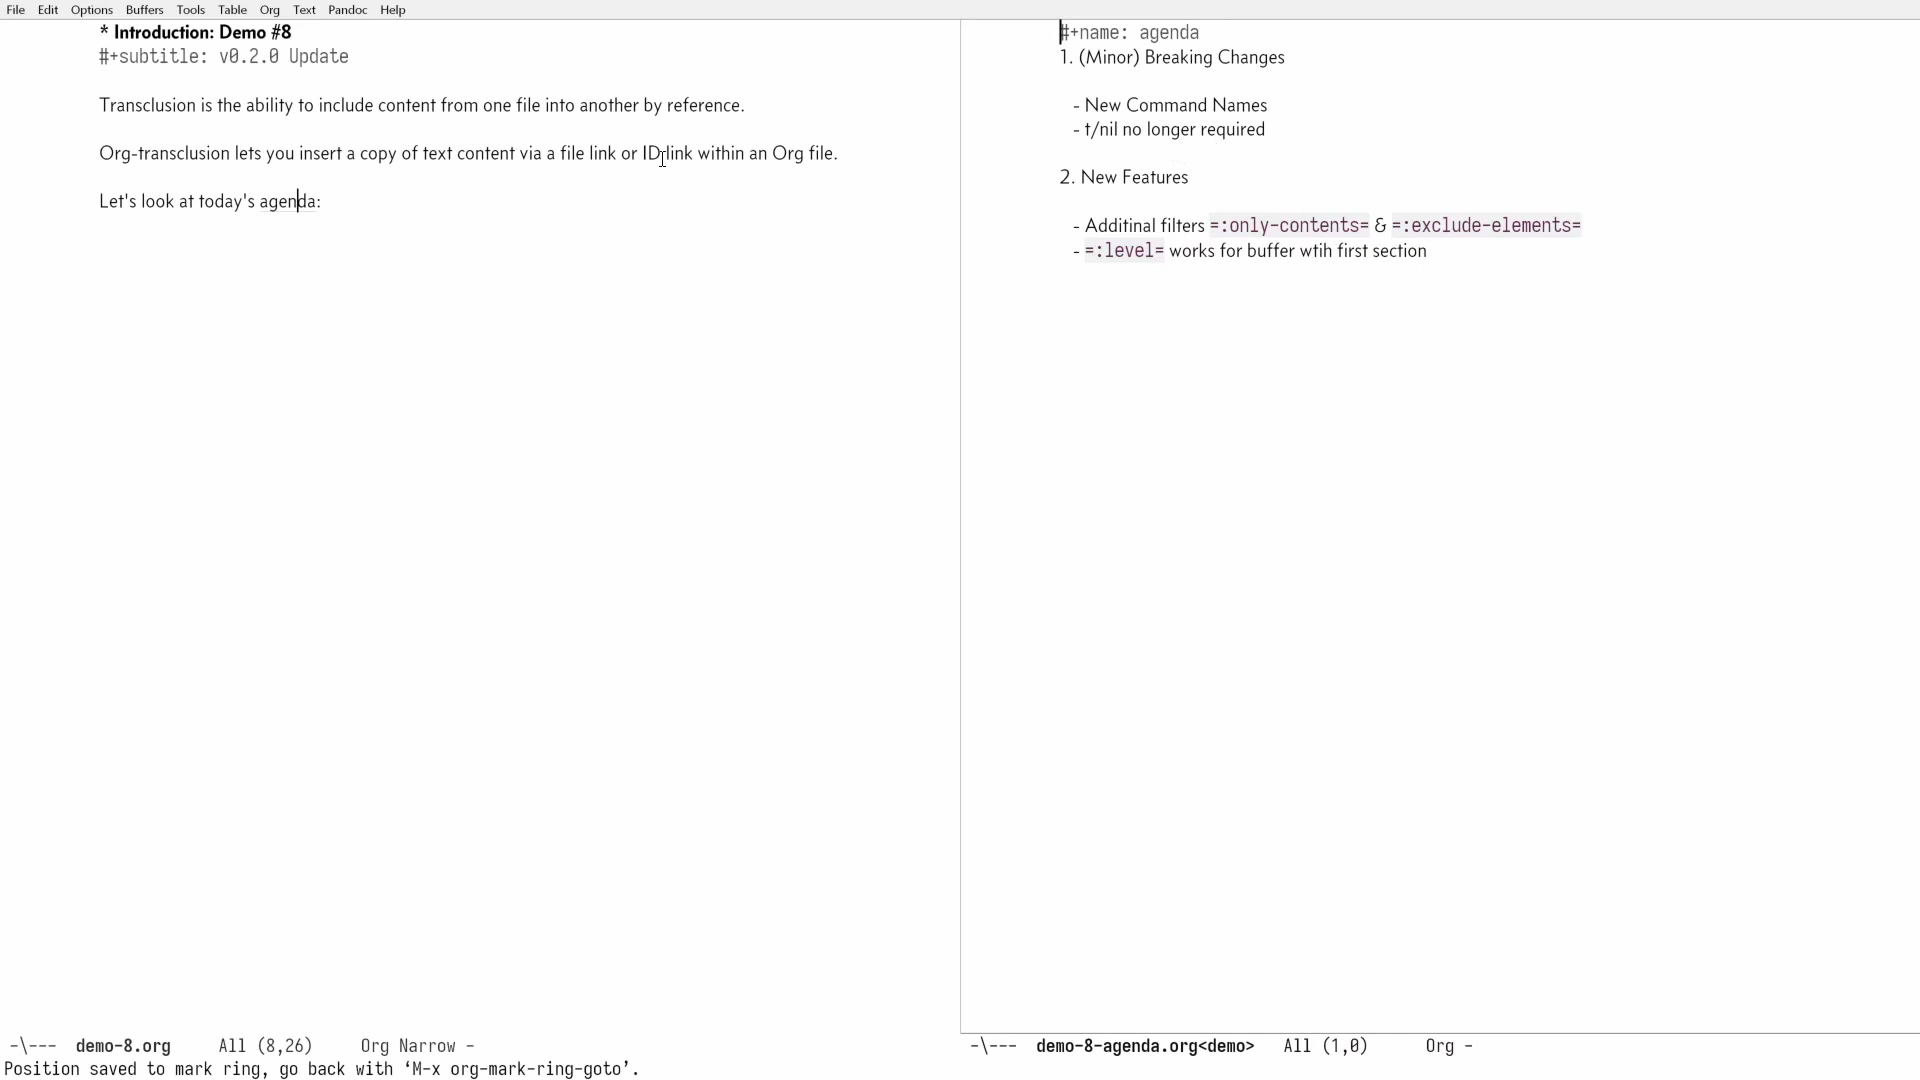 File Edit Options Buffers Tools Table Org Text Pandoc Help
* Introduction: Demo #8
#+subtitle: v0.2.0 Update
Transclusion is the ability to include content from one file into another by reference.
Org-transclusion lets you insert a copy of text content via a file link or ID link within an Org file.
Let's look at today's agenda:
-\--- demo-8.org All (8,26) Org Narrow -
#+name: agenda
1. (Minor) Breaking Changes
- New Command Names
- t/nil no longer required
2. New Features
- Additinal filters =:only-contents= & =:exclude-elements=
- =:level= works for buffer wtih first section
-\--- demo-8-agenda.org<demo> All (1,0) Org -
Position saved to mark ring, go back with ‘M-x org-mark-ring-goto’.